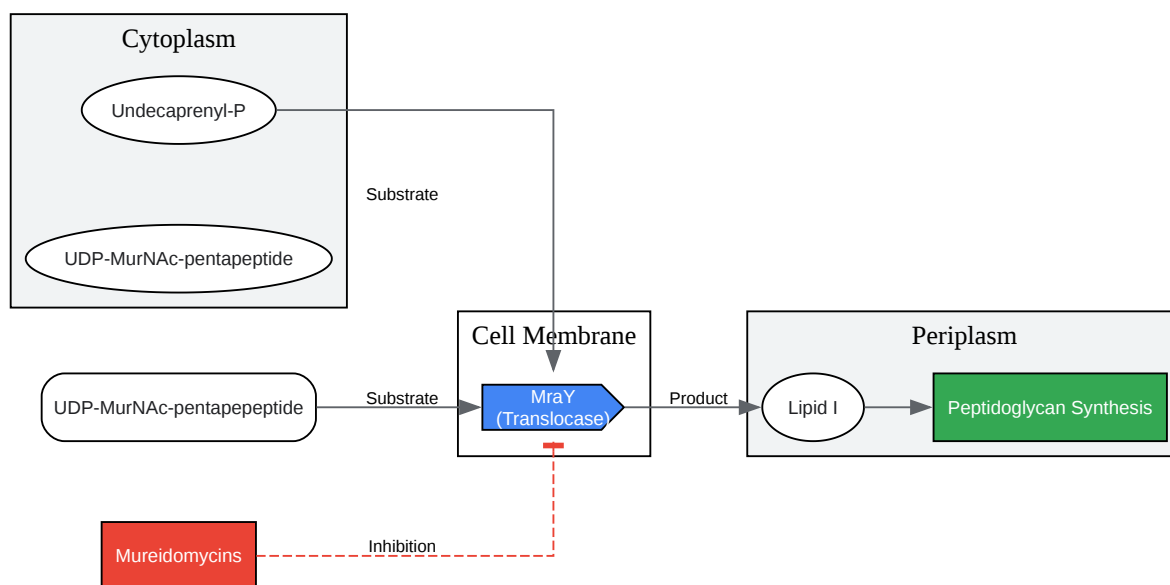 Cytoplasm
Undecaprenyl-P
Substrate
UDP-MurNAc-pentapeptide
Cell Membrane
Periplasm
UDP-MurNAc-pentapepeptide
Substrate
MraY
(Translocase)
Product
Lipid I
Peptidoglycan Synthesis
Mureidomycins
Inhibition